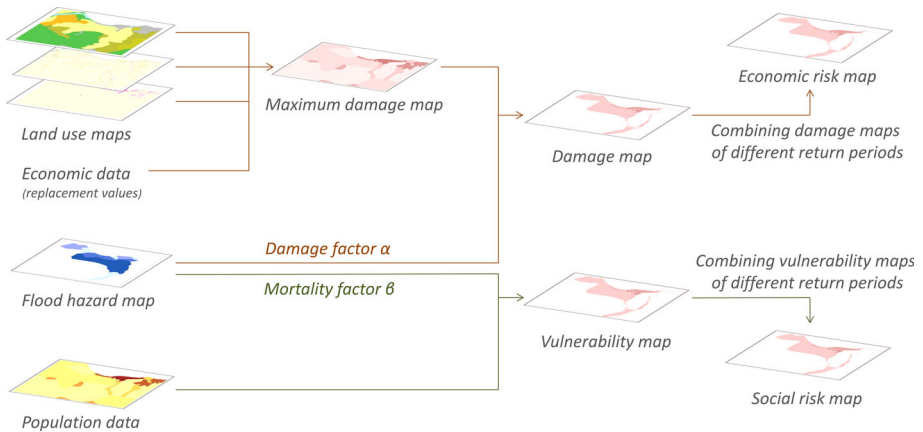 Land use maps
Economic data
(replacement values)
Maximum damage map
Damage map
Economic risk map
Combining damage maps
of different return periods
Flood hazard map
Damage factor α
Mortality factor β
Population data
Vulnerability map
Combining vulnerability maps
of different return periods
Social risk map